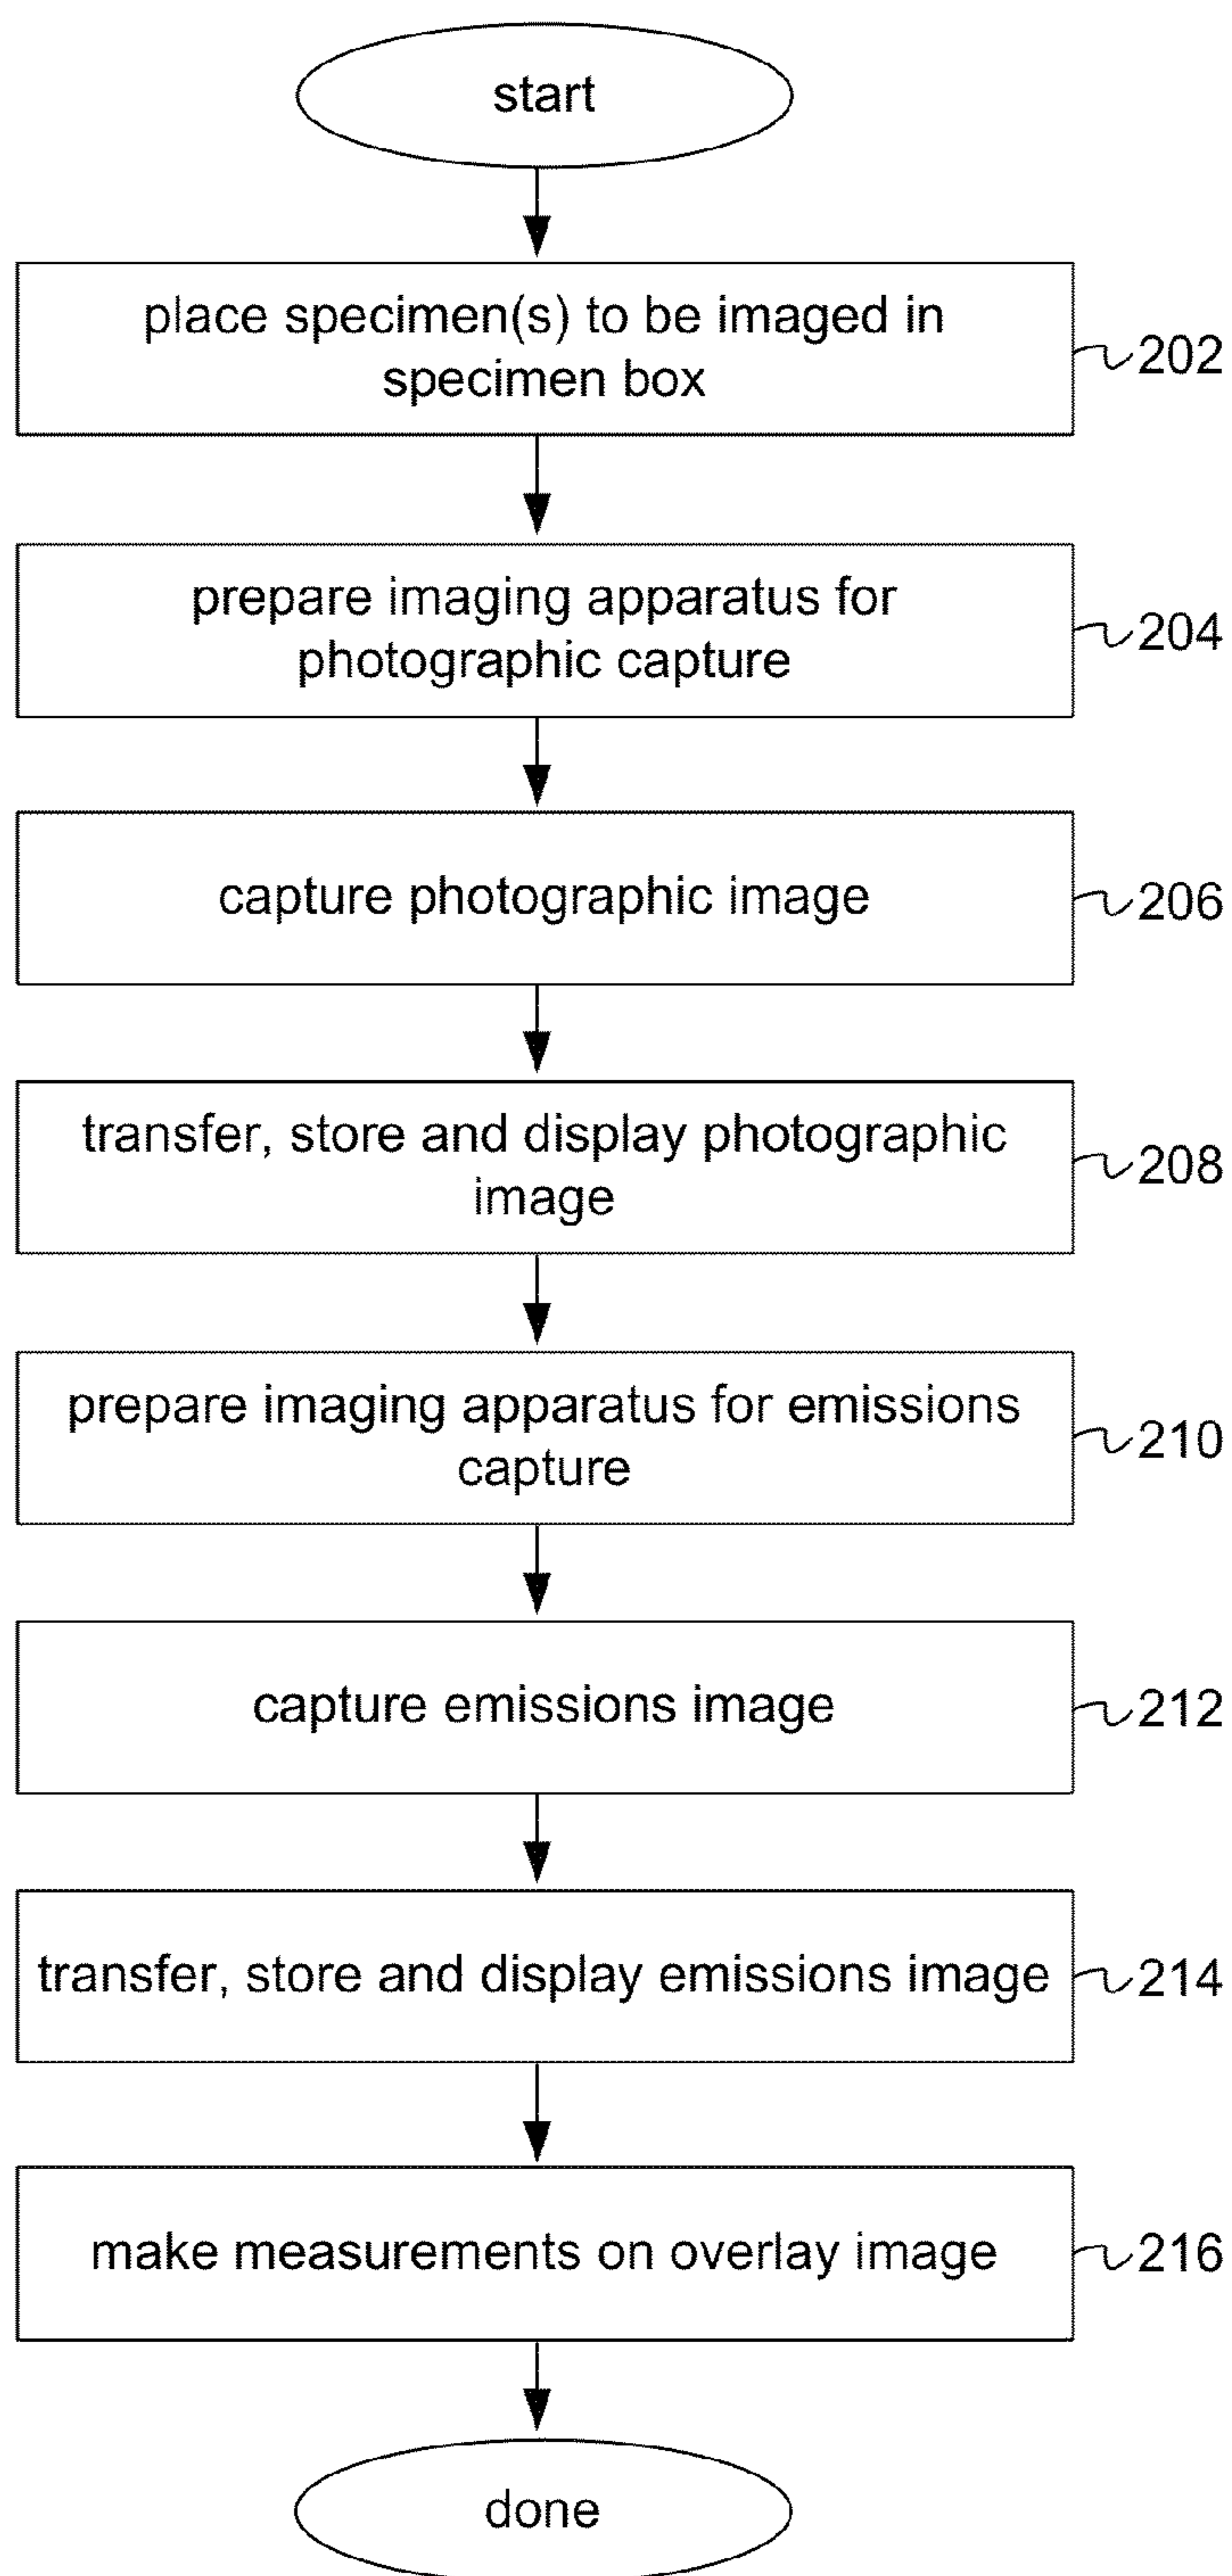 start
place specimen(s) to be imaged in
specimen box
202
prepare imaging apparatus for
photographic capture
204
capture photographic image
206
transfer, store and display photographic
image
208
prepare imaging apparatus for emissions
capture
210
capture emissions image
212
transfer, store and display emissions image
214
make measurements on overlay image
216
done